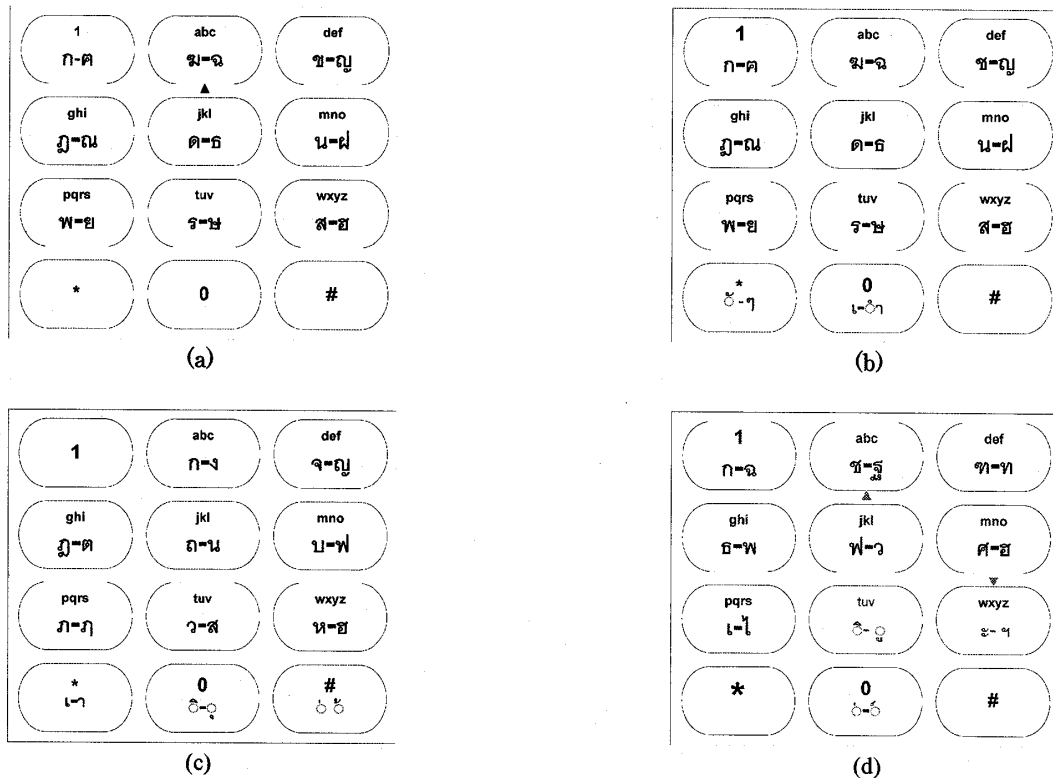 1 abc def
ก-ฅ ฆ-ฉ ช-ญ
ghi jkl mno
ฎ-ณ ด-ธ น-ฝ
pqrs tuv wxyz
พ-ย ร-ษ ส-ฮ
* 0 #
(a)
1 abc def
ก-ฅ ฆ-ฉ ช-ญ
ghi jkl mno
ฎ-ณ ด-ธ น-ฝ
pqrs tuv wxyz
พ-ย ร-ษ ส-ฮ
* 0 #
◌ั-ๆ เ-◌ำ
(b)
1 abc def
ก-ง จ-ญ
ghi jkl mno
ฎ-ต ถ-น บ-ฟ
pqrs tuv wxyz
ภ-ฦ ว-ส ห-ฮ
* 0 #
เ-า ◌ิ-◌ุ ◌่ ◌้
(c)
1 abc def
ก-ฉ ช-ฐ ฑ-ท
ghi jkl mno
ธ-พ ฟ-ว ศ-ฮ
pqrs tuv wxyz
เ-ไ ◌ิ-◌ู ะ-ฯ
* 0 #
◌่-◌์
(d)